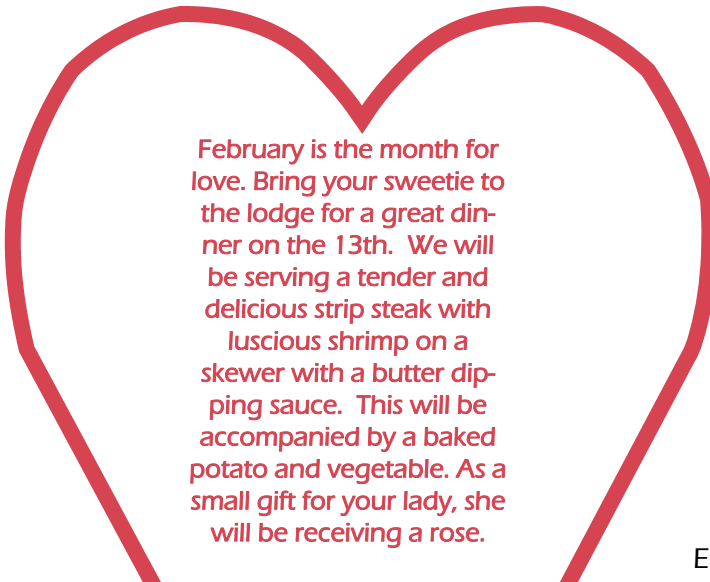 February is the month for
love. Bring your sweetie to
the lodge for a great din-
ner on the 13th.  We will
be serving a tender and
delicious strip steak with
luscious shrimp on a
skewer with a butter dip-
ping sauce.  This will be
accompanied by a baked
potato and vegetable. As a
small gift for your lady, she
will be receiving a rose.
E